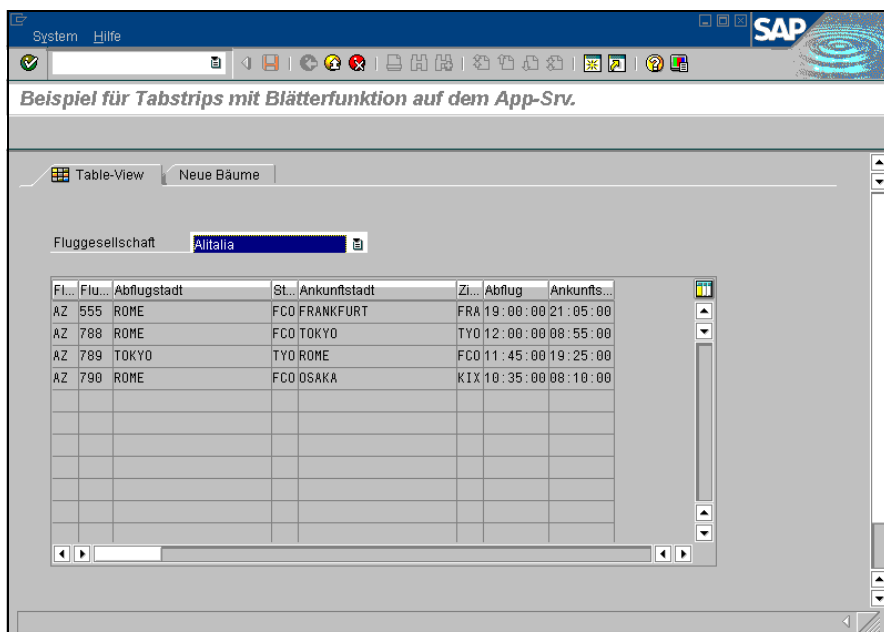 System Hilfe
SAP
Beispiel für Tabstrips mit Blätterfunktion auf dem App-Srv.
Table-View Neue Bäume
Fluggesellschaft Alitalia
Fl... Flu... Abflugstadt St... Ankunftstadt Zi... Abflug Ankunfts...
AZ 555 ROME FCO FRANKFURT FRA 19:00:00 21:05:00
AZ 788 ROME FCO TOKYO TYO 12:00:00 08:55:00
AZ 789 TOKYO TYO ROME FCO 11:45:00 19:25:00
AZ 790 ROME FCO OSAKA KIX 10:35:00 08:10:00